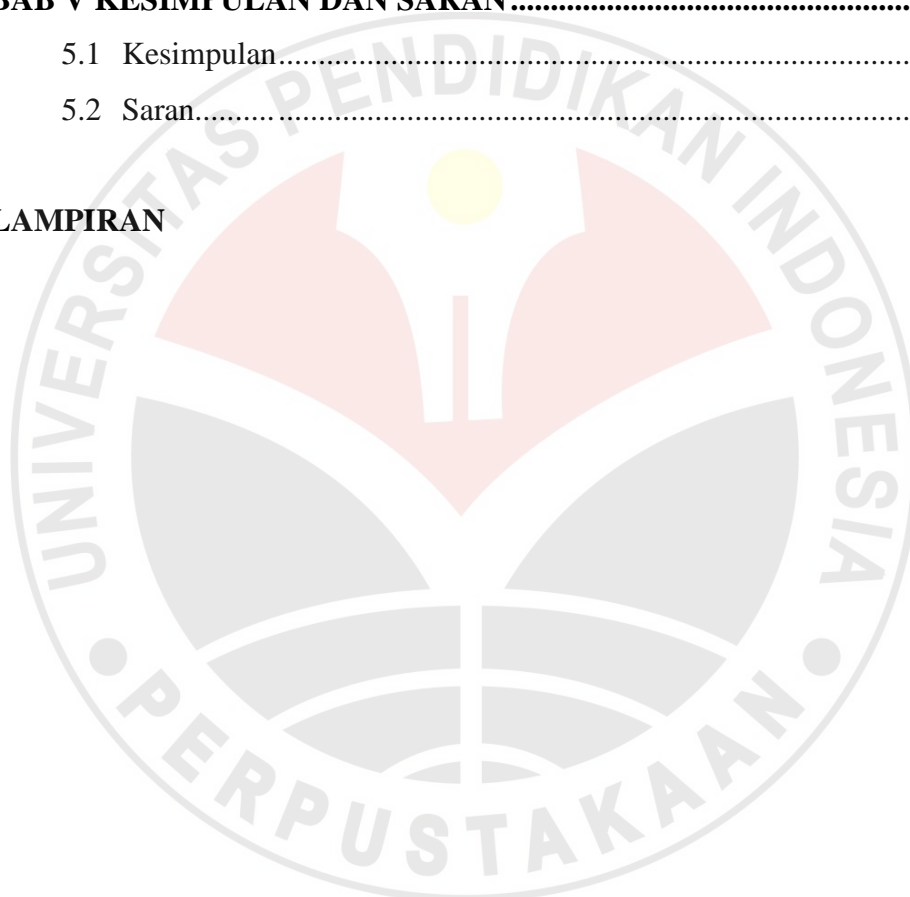 BAB V KESIMPULAN DAN SARAN........................................................
5.1 Kesimpulan................................................................................
5.2 Saran..........................................................................................
LAMPIRAN
UNIVERSITAS PENDIDIKAN INDONESIA
PERPUSTAKAAN